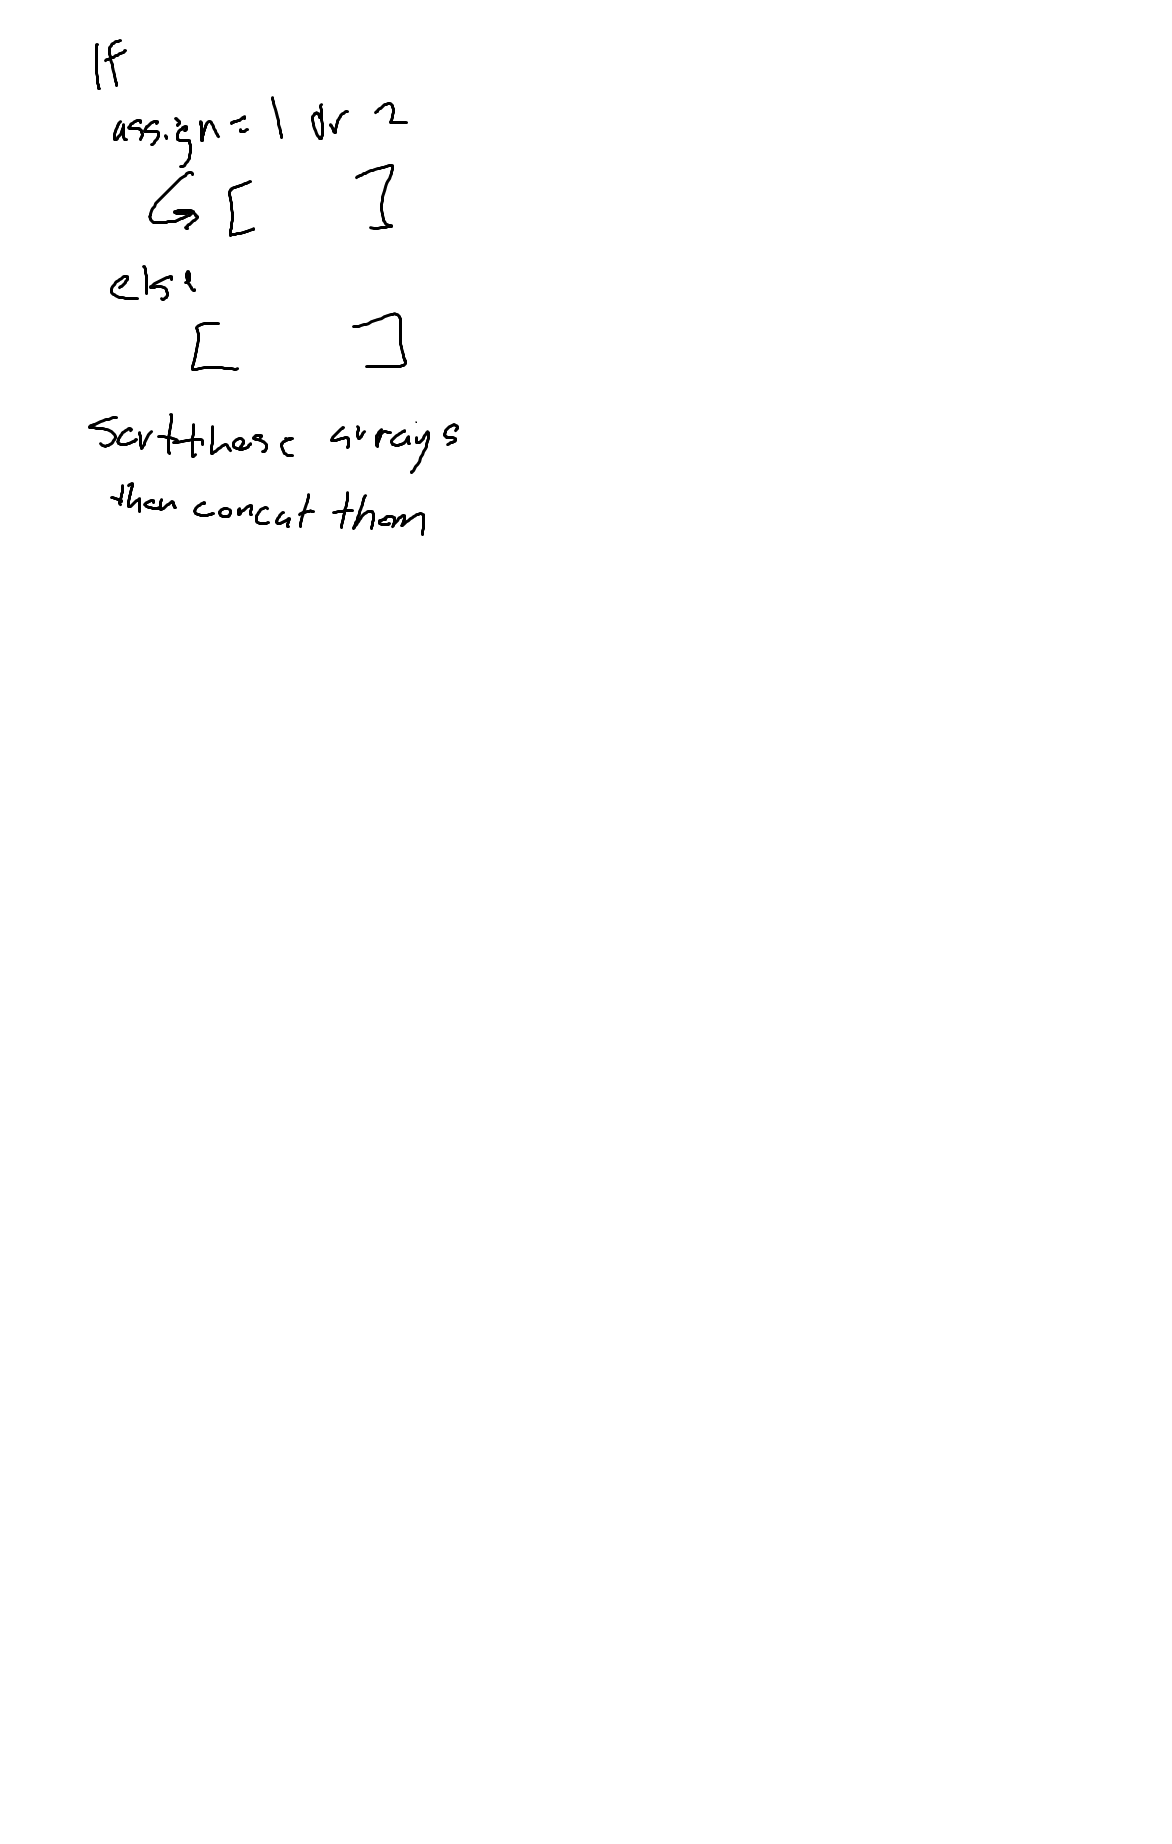 If
assign = 1 or 2
[ ]
else
[ ]
Sort these arrays
then concat them